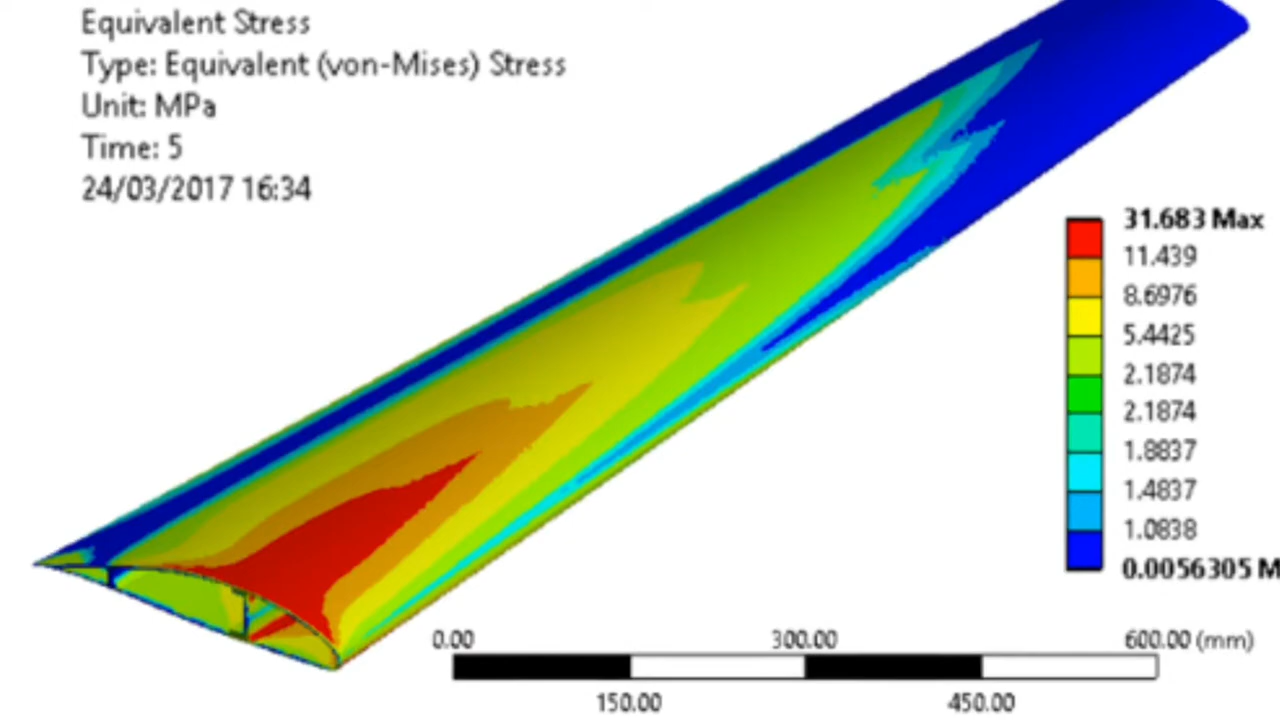 Equivalent Stress
Type: Equivalent (von-Mises) Stress
Unit: MPa
Time: 5
24/03/2017 16:34
31.683 Max
11.439
8.6976
5.4425
2.1874
2.1874
1.8837
1.4837
1.0838
0.0056305 M
0.00 300.00 600.00 (mm)
150.00 450.00